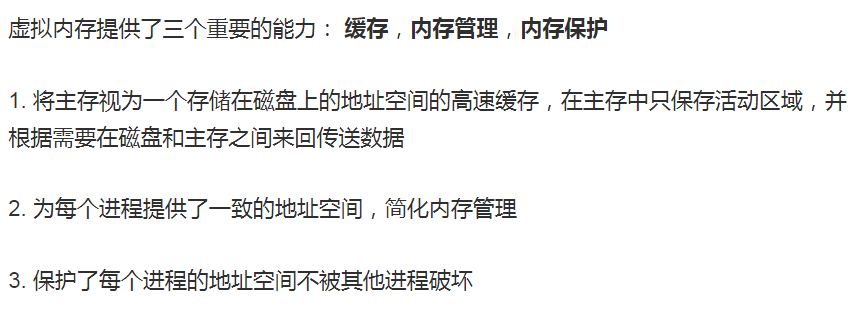 虚拟内存提供了三个重要的能力： 缓存，内存管理，内存保护
1. 将主存视为一个存储在磁盘上的地址空间的高速缓存，在主存中只保存活动区域，并
根据需要在磁盘和主存之间来回传送数据
2. 为每个进程提供了一致的地址空间，简化内存管理
3. 保护了每个进程的地址空间不被其他进程破坏